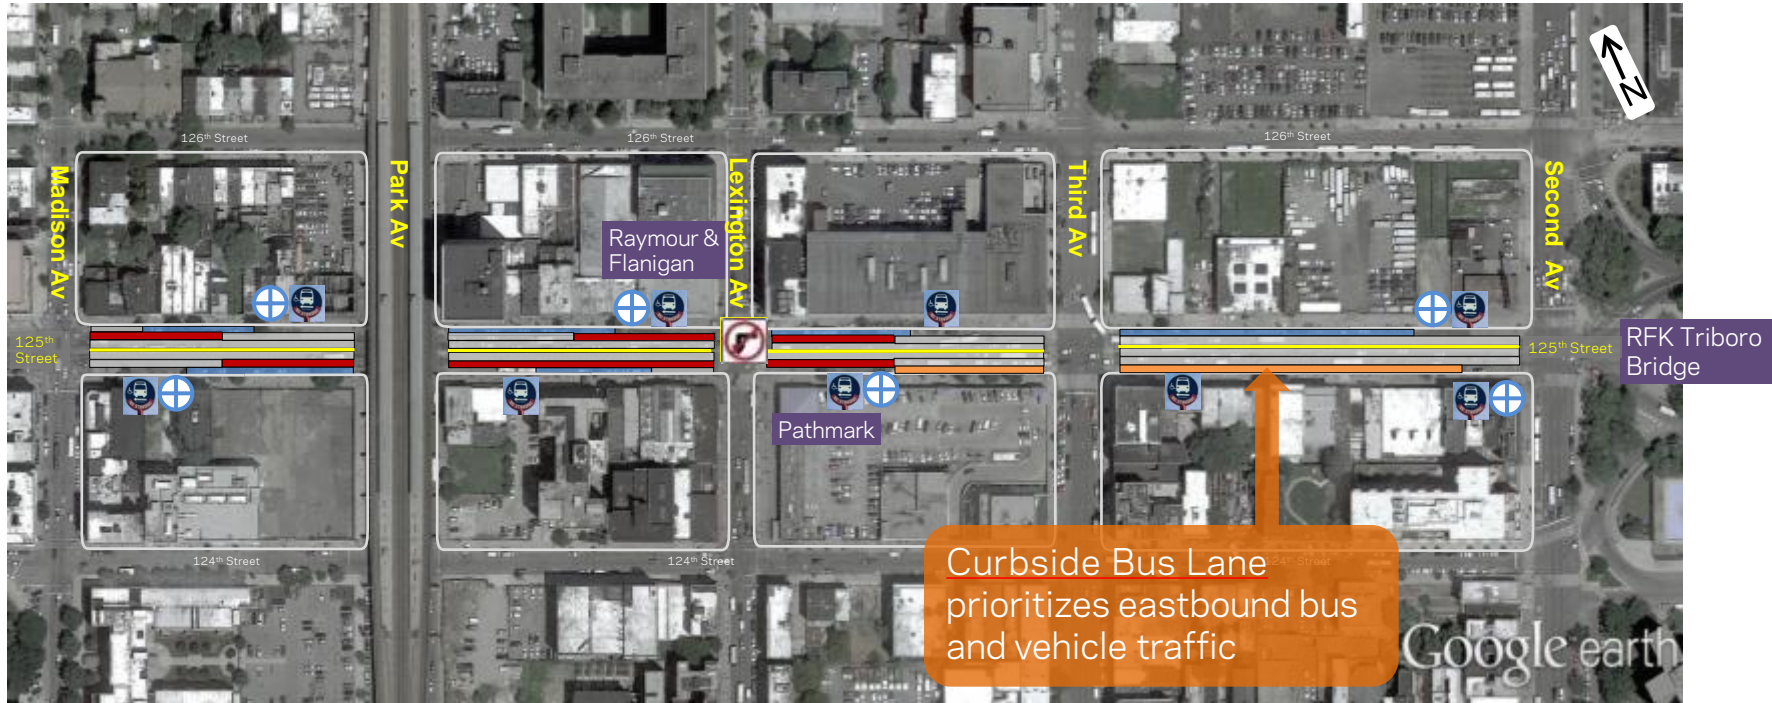 126th Street
126th Street
126th Street
N
Madison Av
Park Av
Lexington Av
Third Av
Second Av
Raymour &
Flanigan
125th
Street
125th Street
RFK Triboro
Bridge
Pathmark
124th Street
124th Street
124th Street
Curbside Bus Lane
prioritizes eastbound bus
and vehicle traffic
Google earth